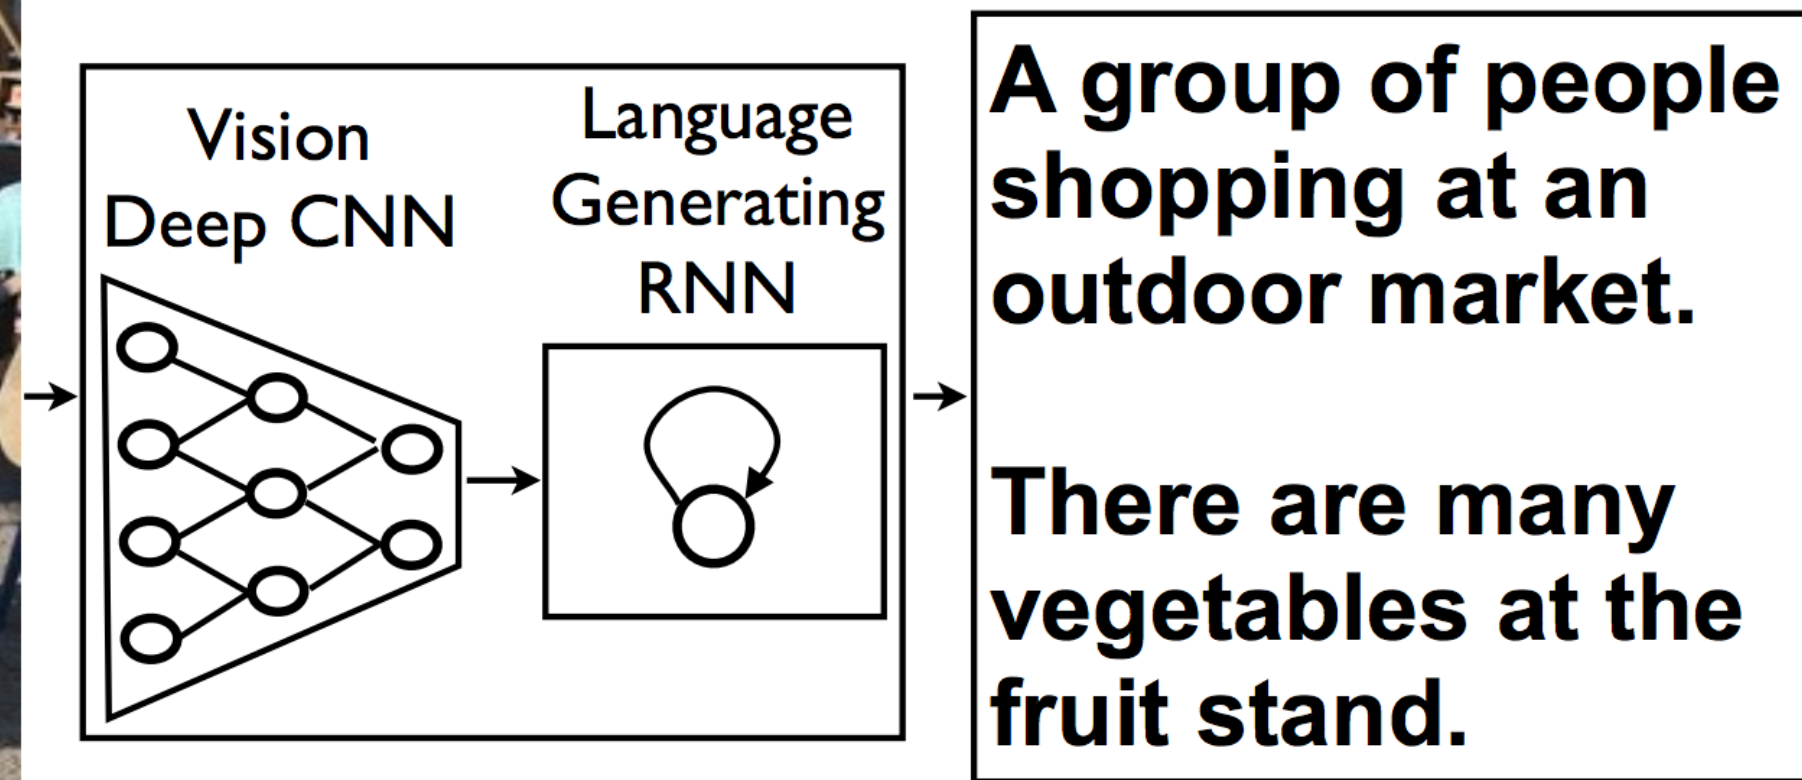 Vision
Deep CNN
Language
Generating
RNN
A group of people
shopping at an
outdoor market.
There are many
vegetables at the
fruit stand.